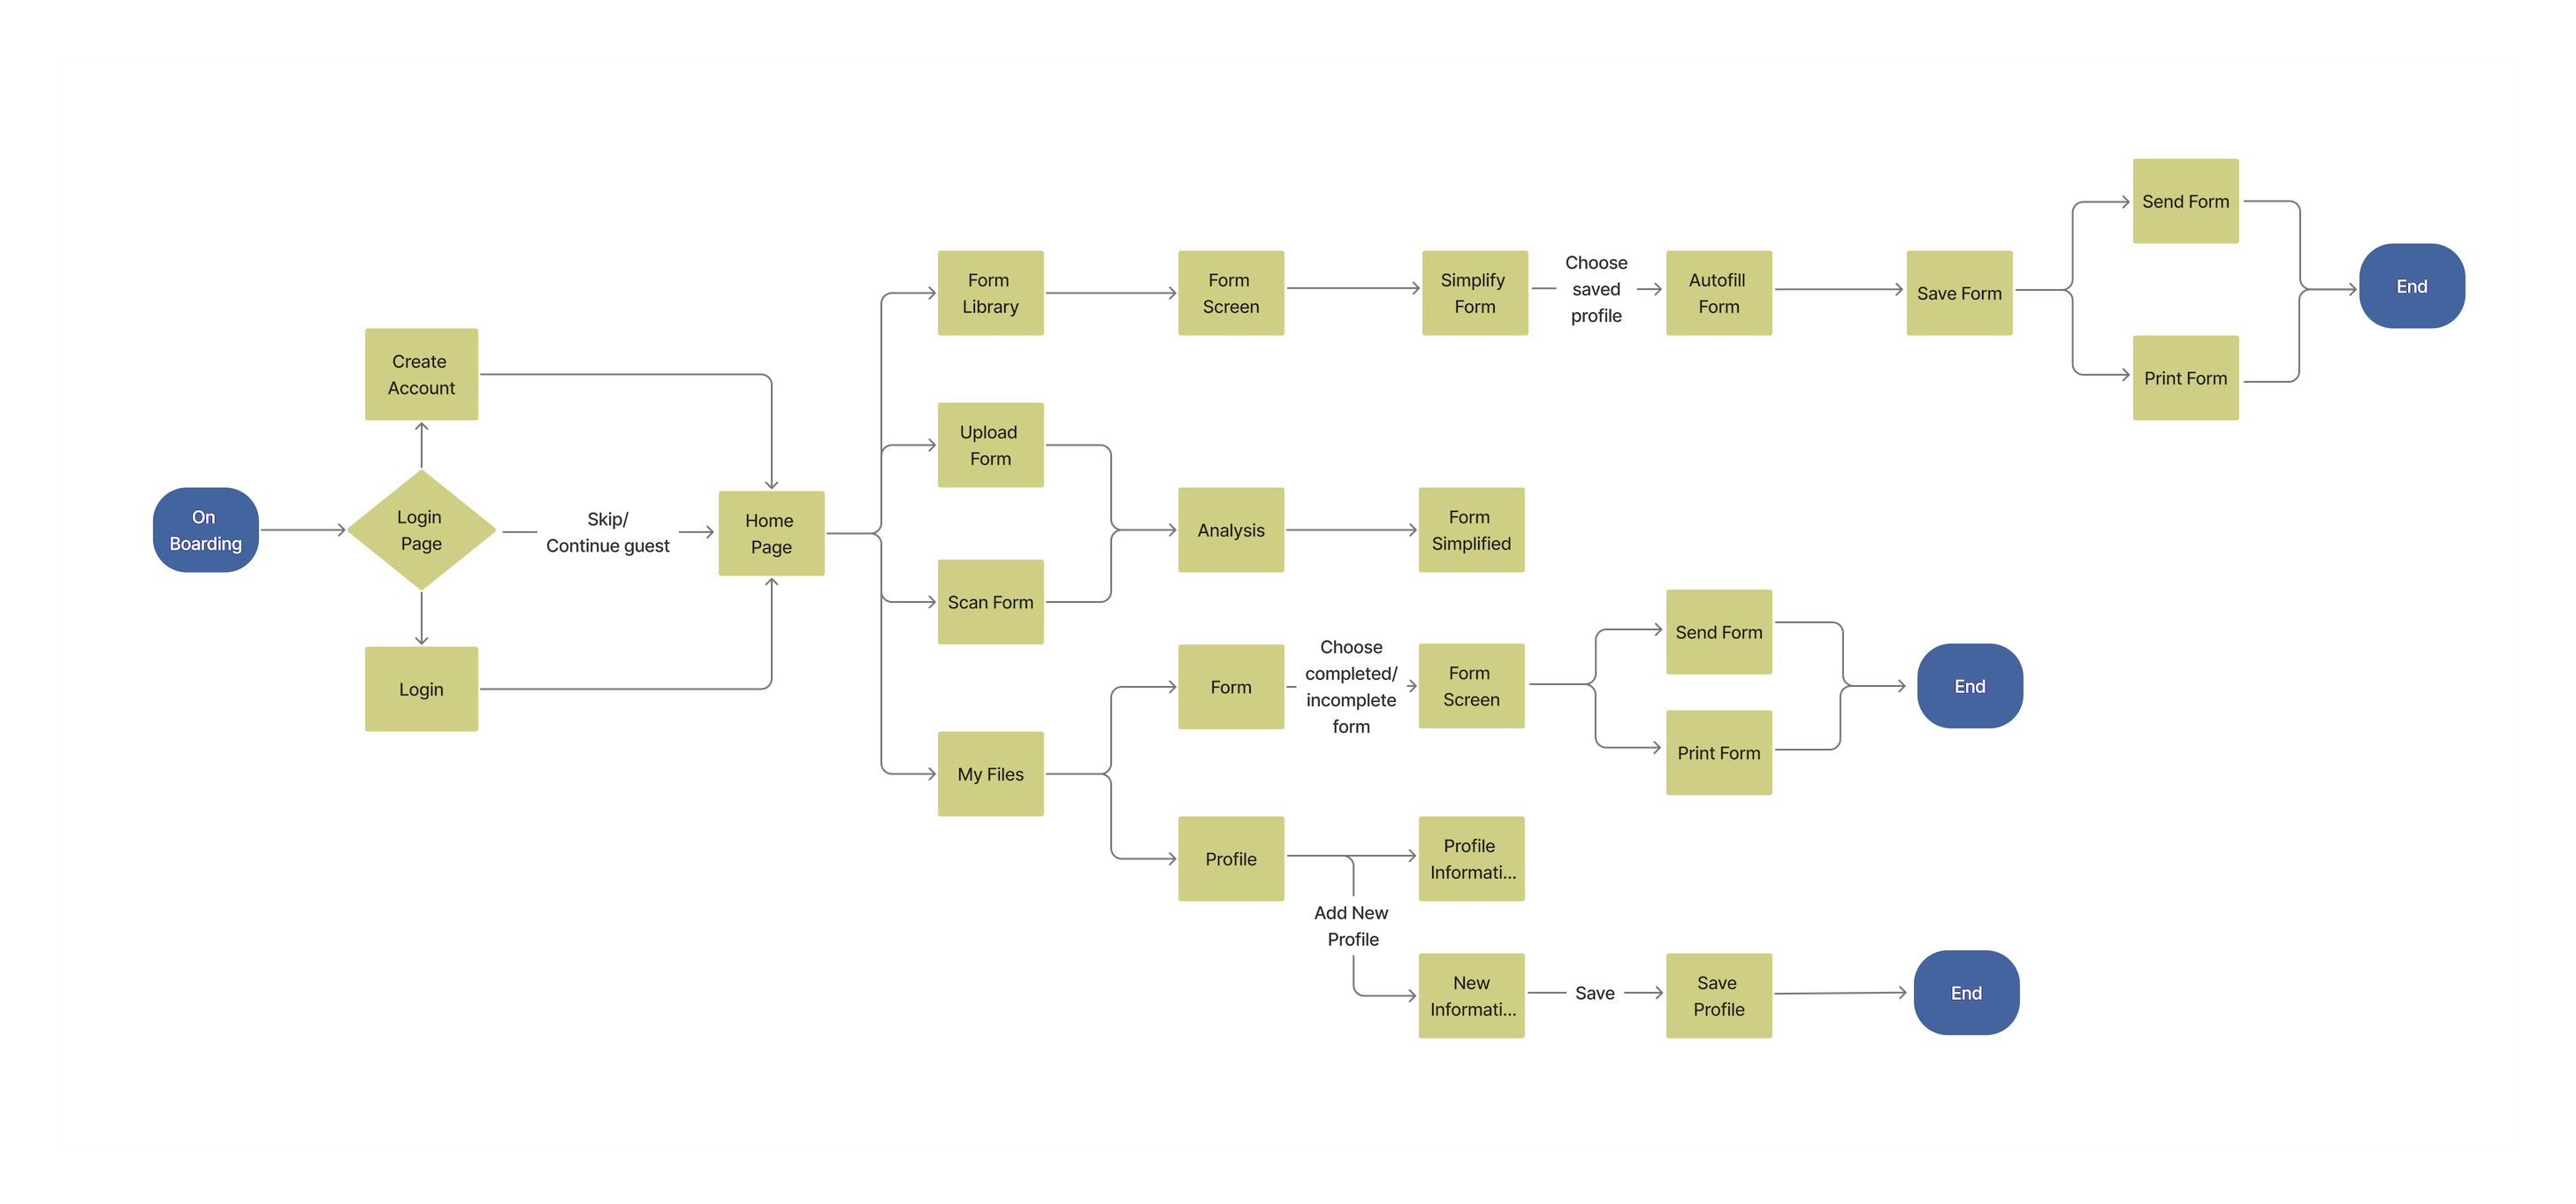 On
Boarding
Login
Page
Create
Account
Login
Skip/
Continue guest
Home
Page
Form
Library
Form
Screen
Simplify
Form
Choose
saved
profile
Autofill
Form
Save Form
Send Form
Print Form
End
Upload
Form
Scan Form
Analysis
Form
Simplified
My Files
Form
Choose
completed/
incomplete
form
Form
Screen
Send Form
Print Form
End
Profile
Profile
Informati...
Add New
Profile
New
Informati...
Save
Save
Profile
End